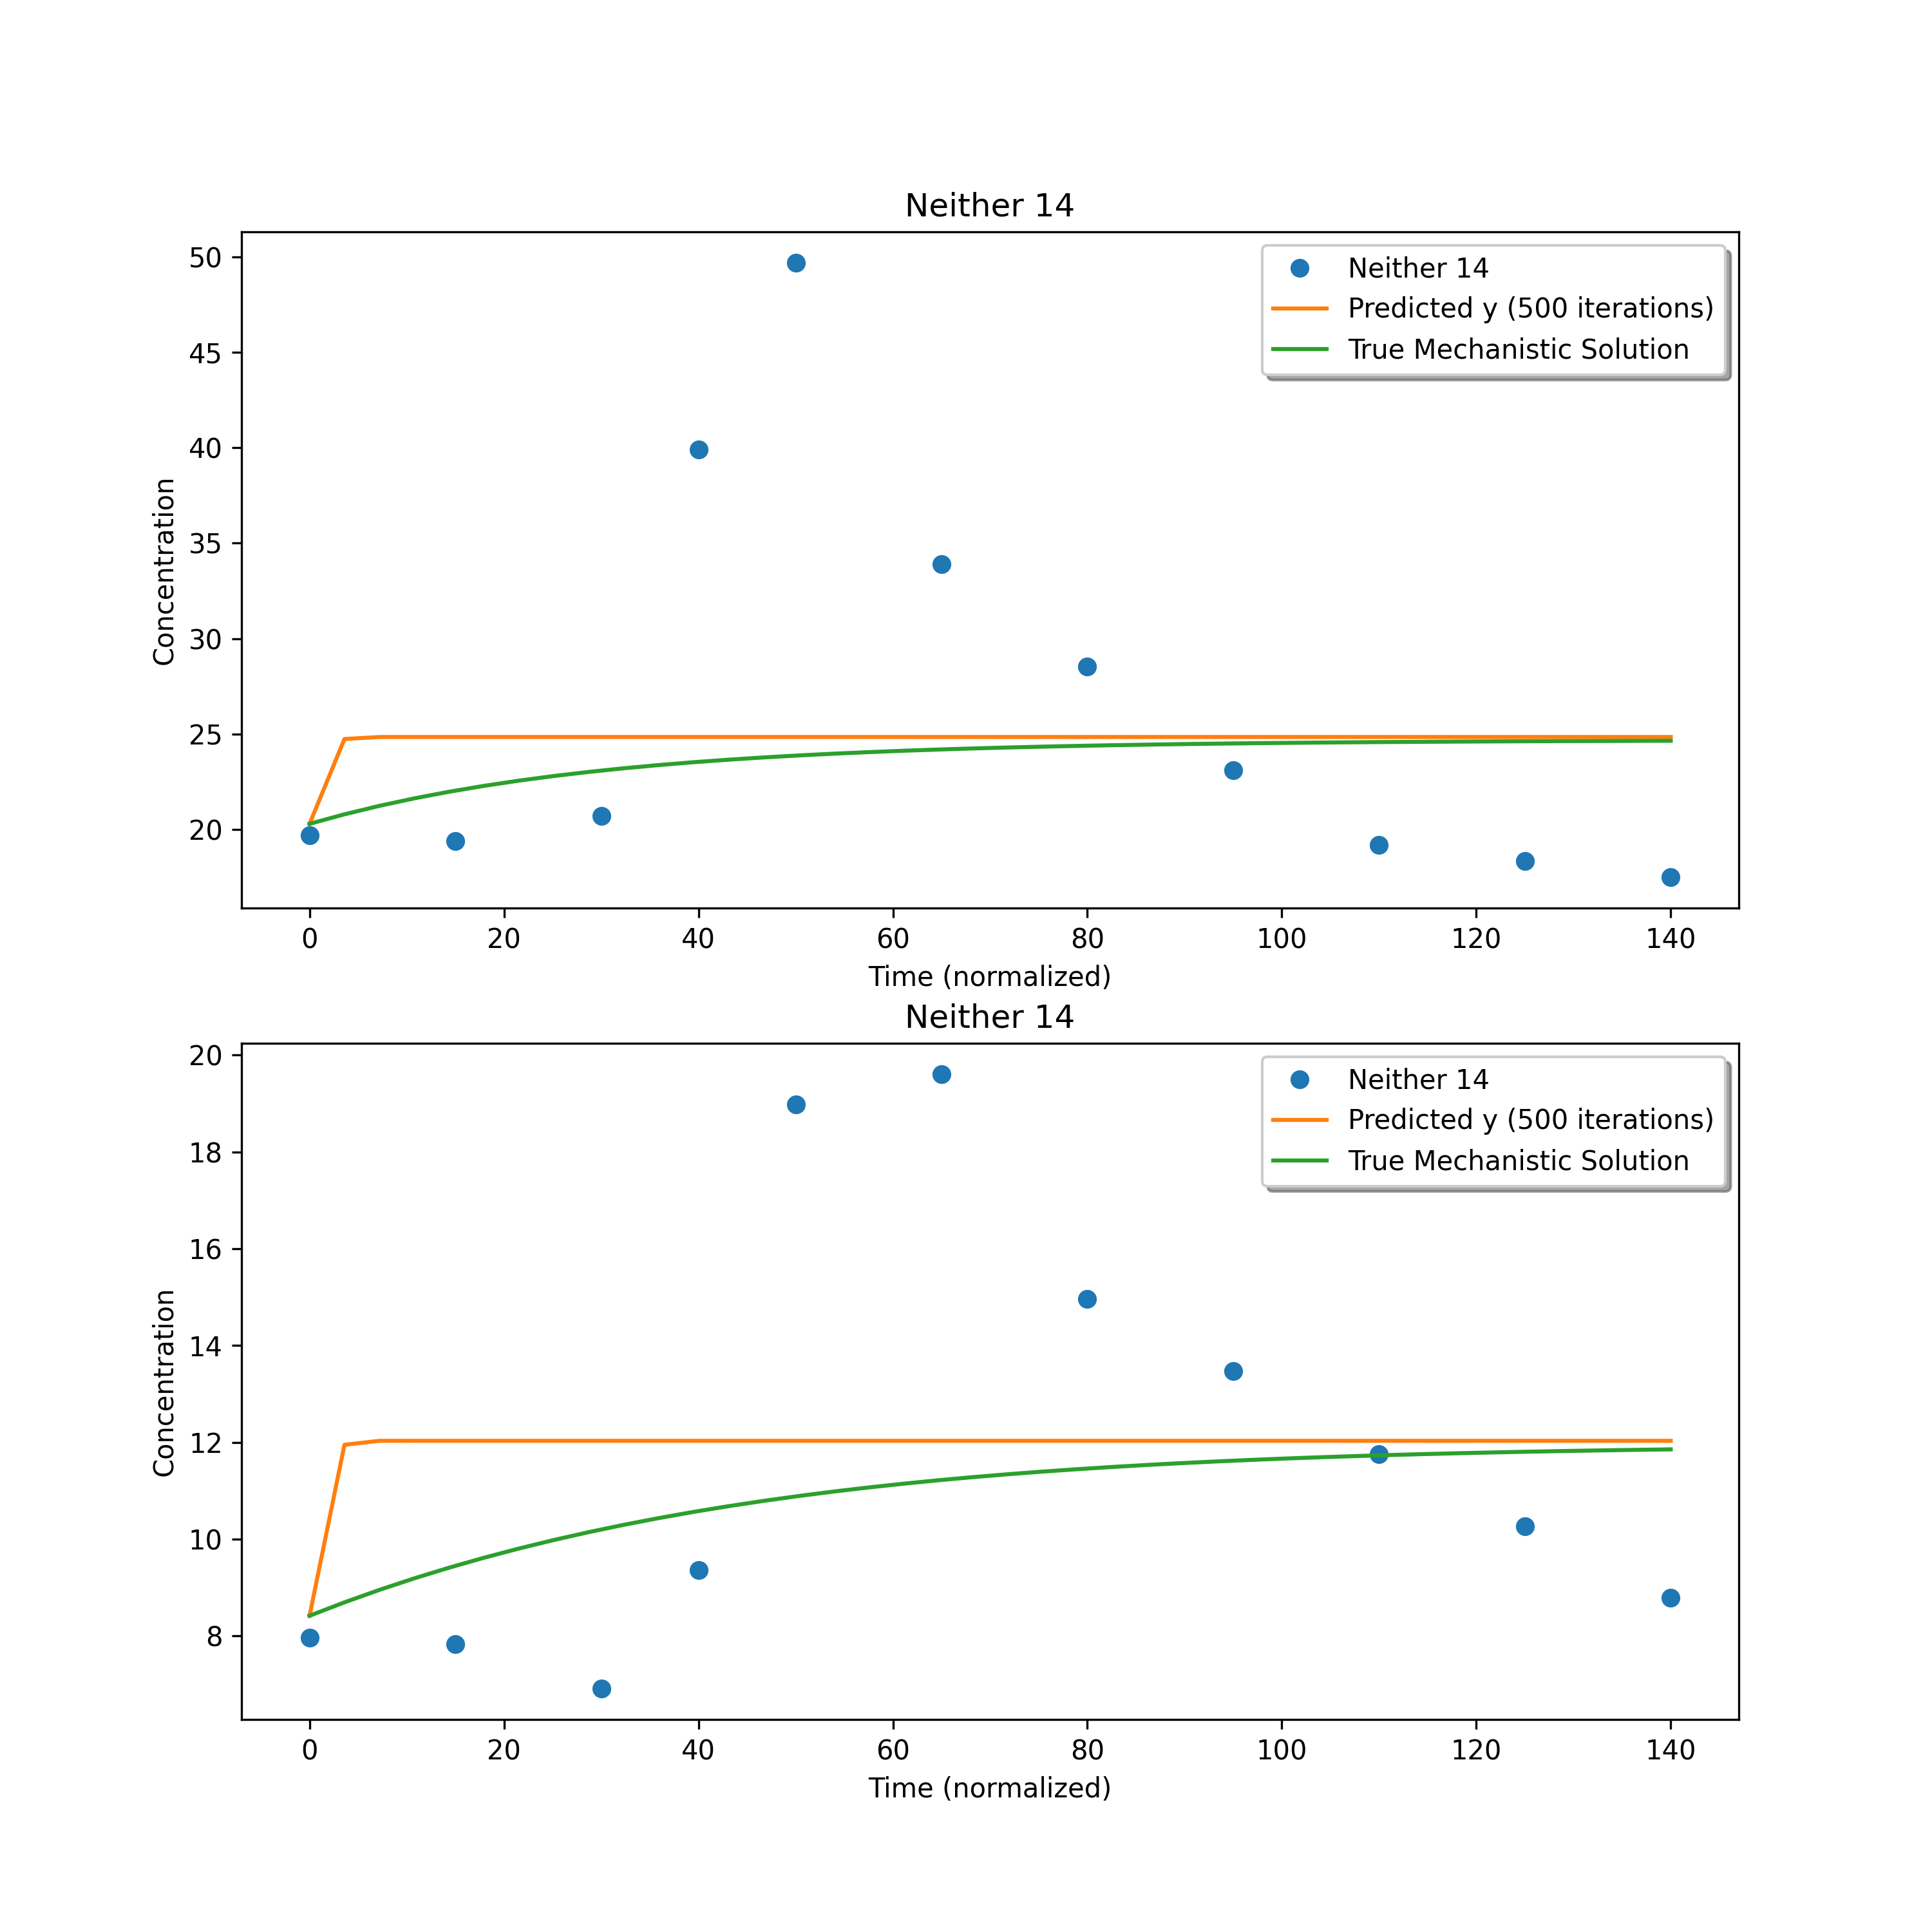 Neither 14
50
45
40
35
30
25
20
Concentration
Neither 14
Predicted y (500 iterations)
True Mechanistic Solution
0 20 40 60 80 100 120 140
Time (normalized)
Neither 14
20
18
16
14
12
10
8
Concentration
Neither 14
Predicted y (500 iterations)
True Mechanistic Solution
0 20 40 60 80 100 120 140
Time (normalized)